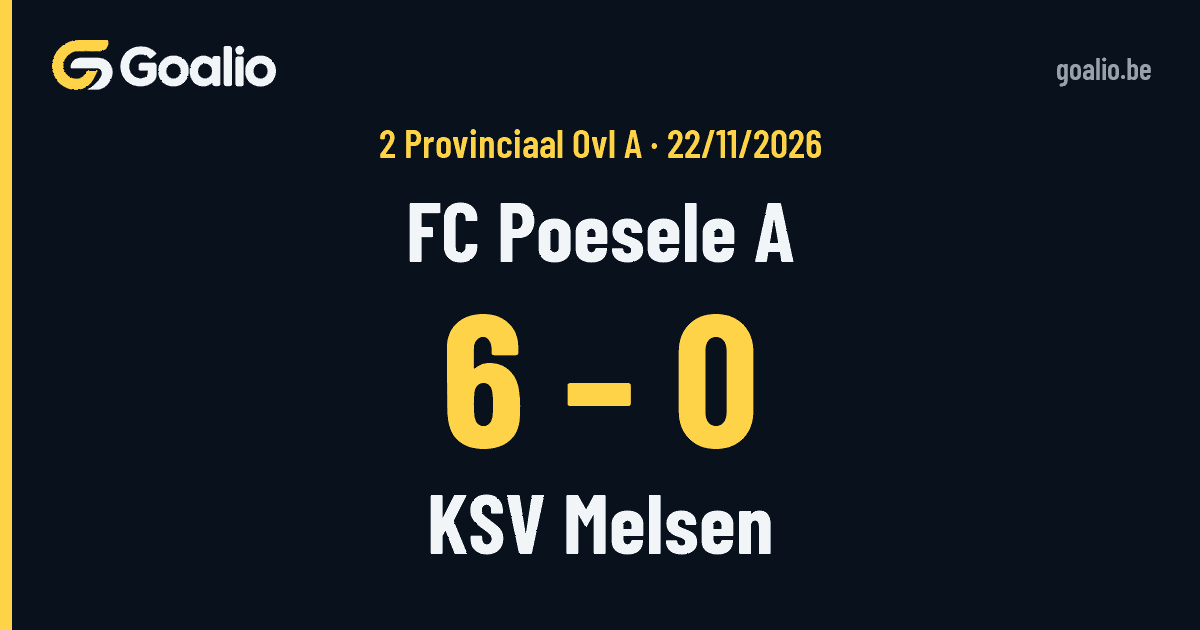 Goalio
goalio.be
2 Provinciaal Ovl A · 22/11/2026
FC Poesele A
6 – 0
KSV Melsen